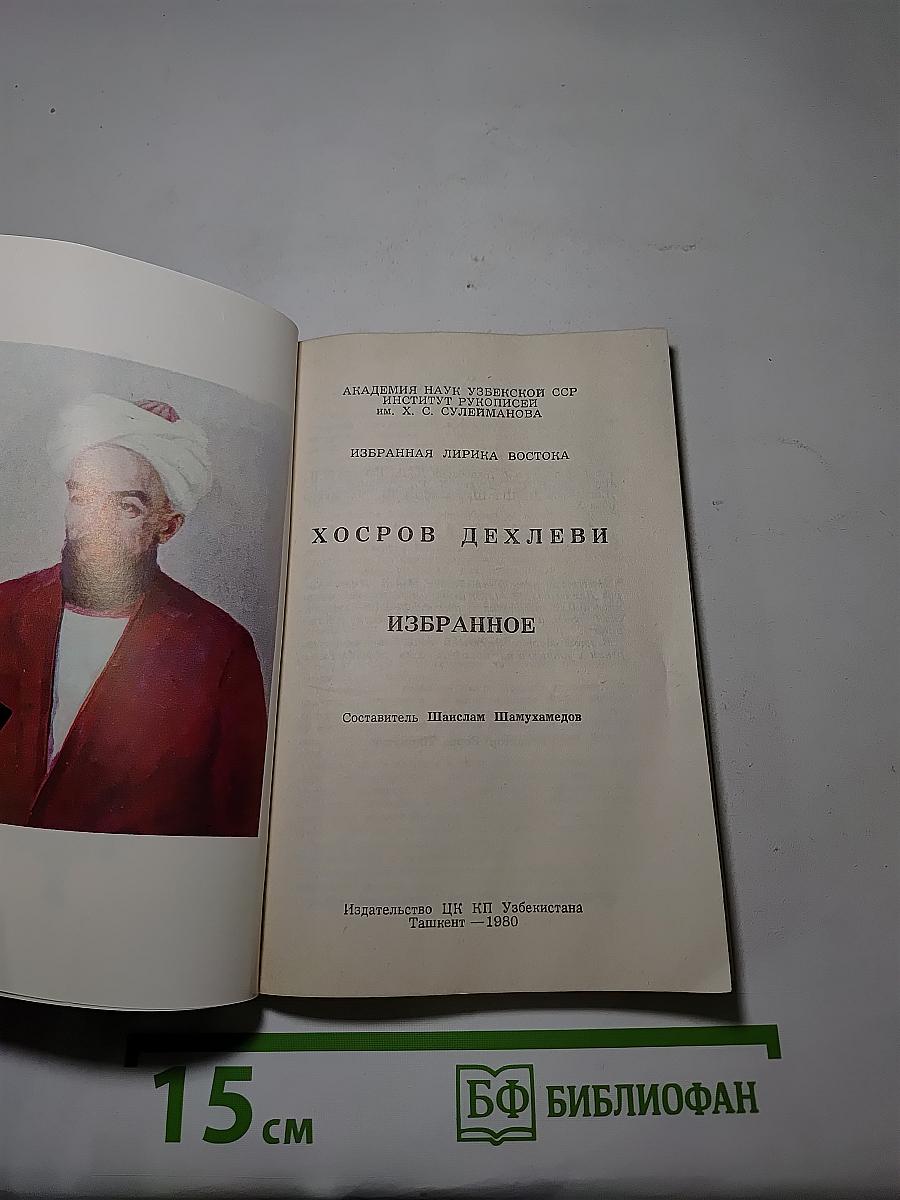 АКАДЕМИЯ НАУК УЗБЕКСКОЙ ССР
ИНСТИТУТ РУКОПИСЕЙ
им. Х. С. СУЛЕЙМАНОВА
ИЗБРАННАЯ ЛИРИКА ВОСТОКА
ХОСРОВ ДЕХЛЕВИ
ИЗБРАННОЕ
Составитель Шаислам Шамухамедов
Издательство ЦК КП Узбекистана
Ташкент — 1980
15 см
БФ БИБЛИОФАН